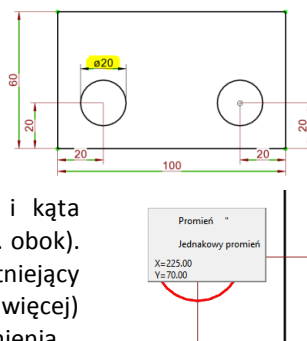 ø20
60
20
20
20
20
100
i kąta
. obok).
tniejący
więcej)
Promień "
Jednakowy promień
X=225.00
Y=70.00